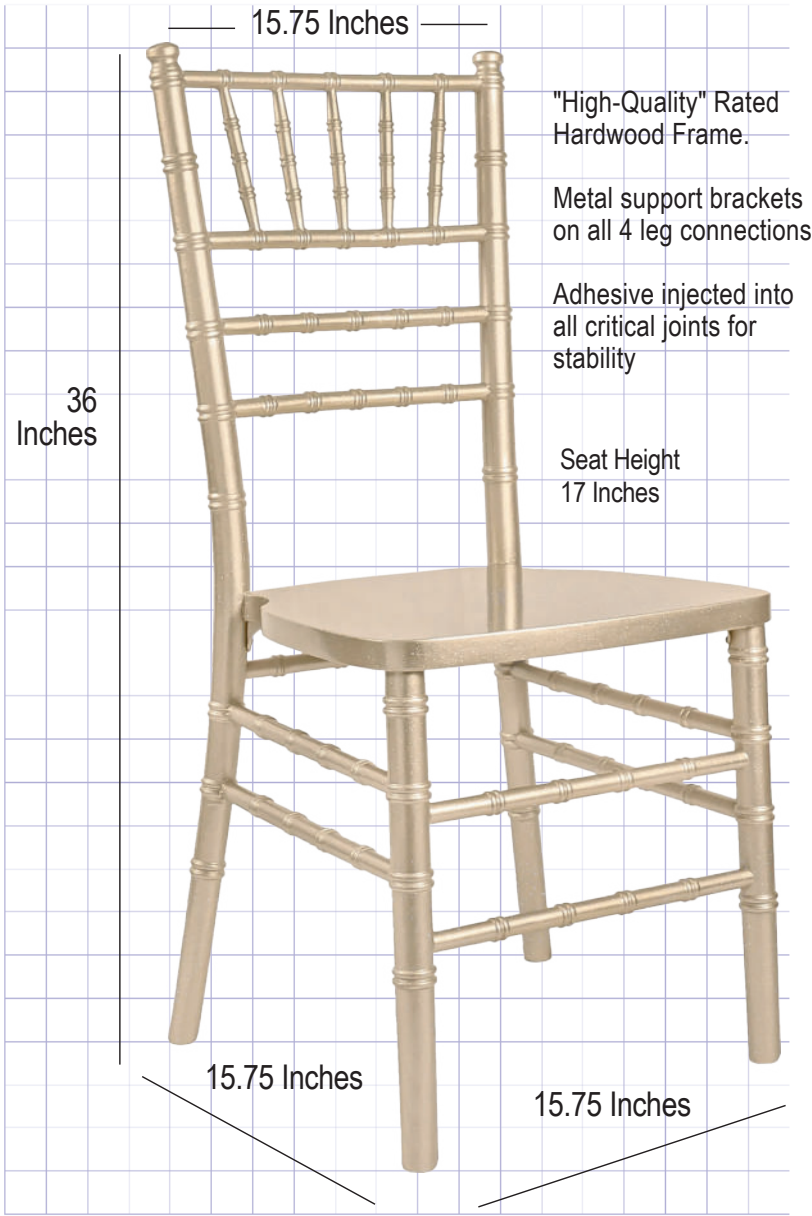 15.75 Inches
"High-Quality" Rated
Hardwood Frame.
Metal support brackets
on all 4 leg connections
Adhesive injected into
all critical joints for
stability
36
Inches
Seat Height
17 Inches
15.75 Inches
15.75 Inches